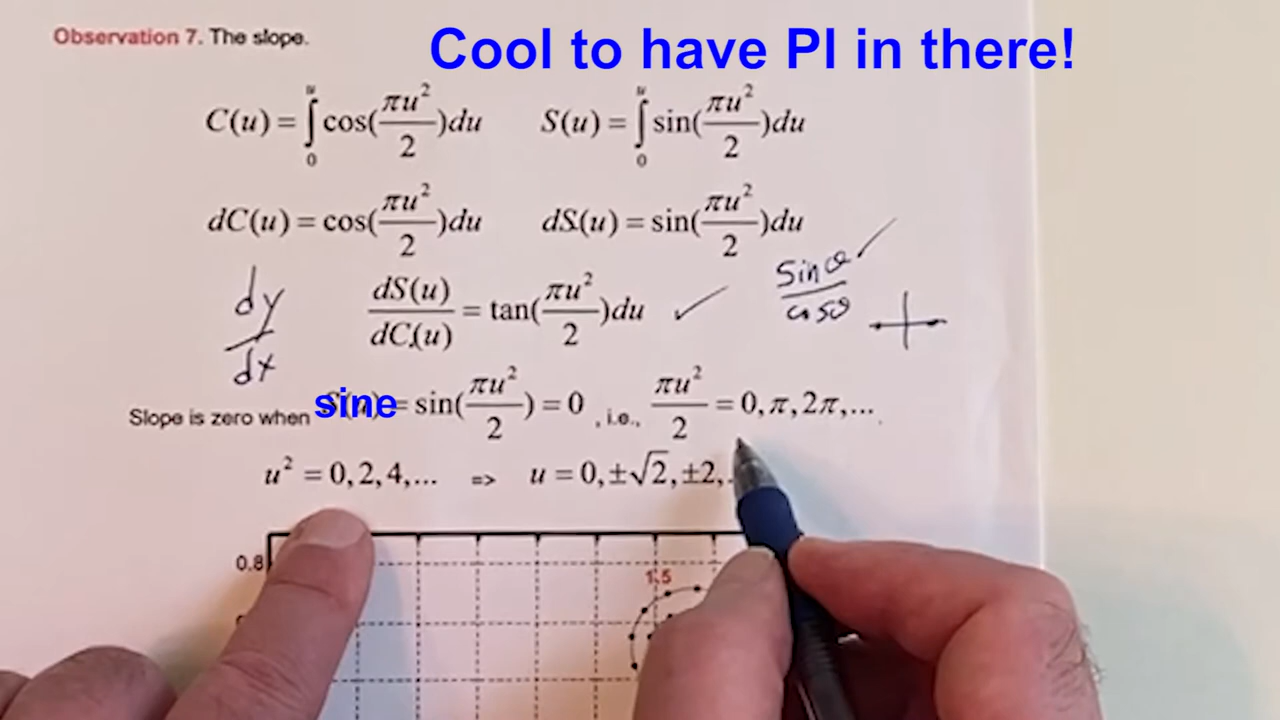 Observation 7. The slope.
Cool to have PI in there!
C(u) = ∫₀ᵘ cos(πu²/2)du    S(u) = ∫₀ᵘ sin(πu²/2)du
dC(u) = cos(πu²/2)du    dS(u) = sin(πu²/2)du
dy/dx    dS(u)/dC(u) = tan(πu²/2)du ✓    sinθ/cosθ ✓
Slope is zero when sine = sin(πu²/2) = 0 , i.e., πu²/2 = 0, π, 2π,...
u² = 0, 2, 4,... => u = 0, ±√2, ±2,
0.8
1.5